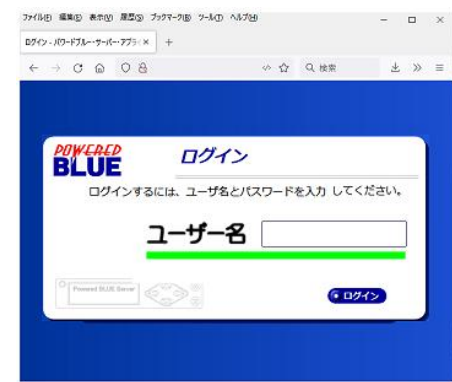 ファイル(F) 編集(E) 表示(V) 履歴(S) ブックマーク(B) ツール(T) ヘルプ(H)
ログイン - パワードブルー・サーバー・アプラ
検索
POWERED
BLUE
ログイン
ログインするには、ユーザ名とパスワードを入力 してください。
ユーザー名
Powered BLUE Server
ログイン